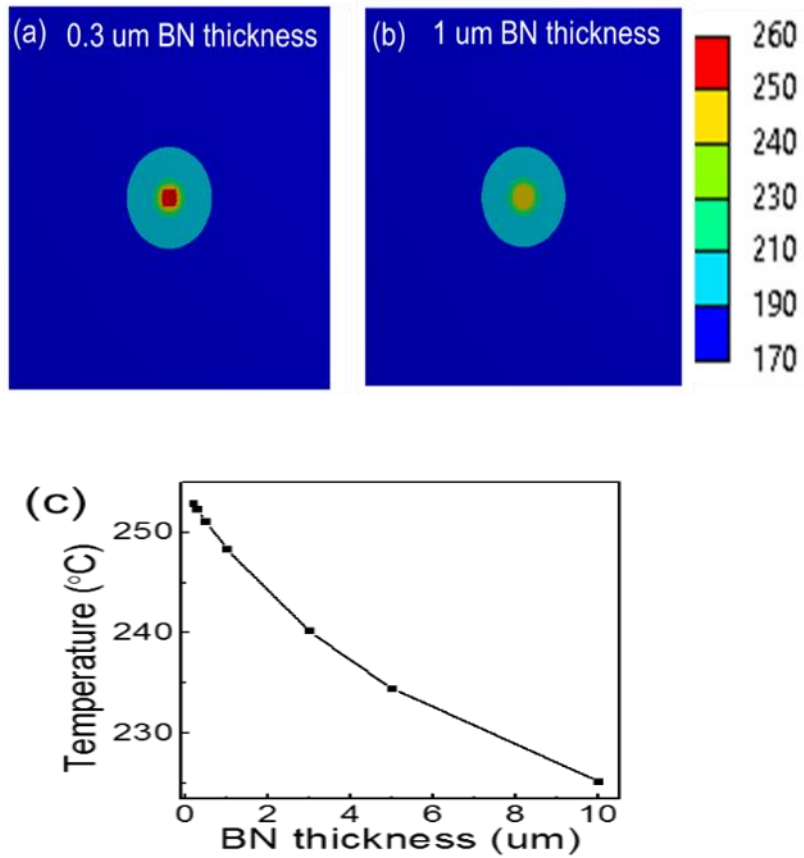 (a) 0.3 um BN thickness
(b) 1 um BN thickness
260
250
240
230
210
190
170
(c)
Temperature (°C)
250
240
230
0 2 4 6 8 10
BN thickness (um)